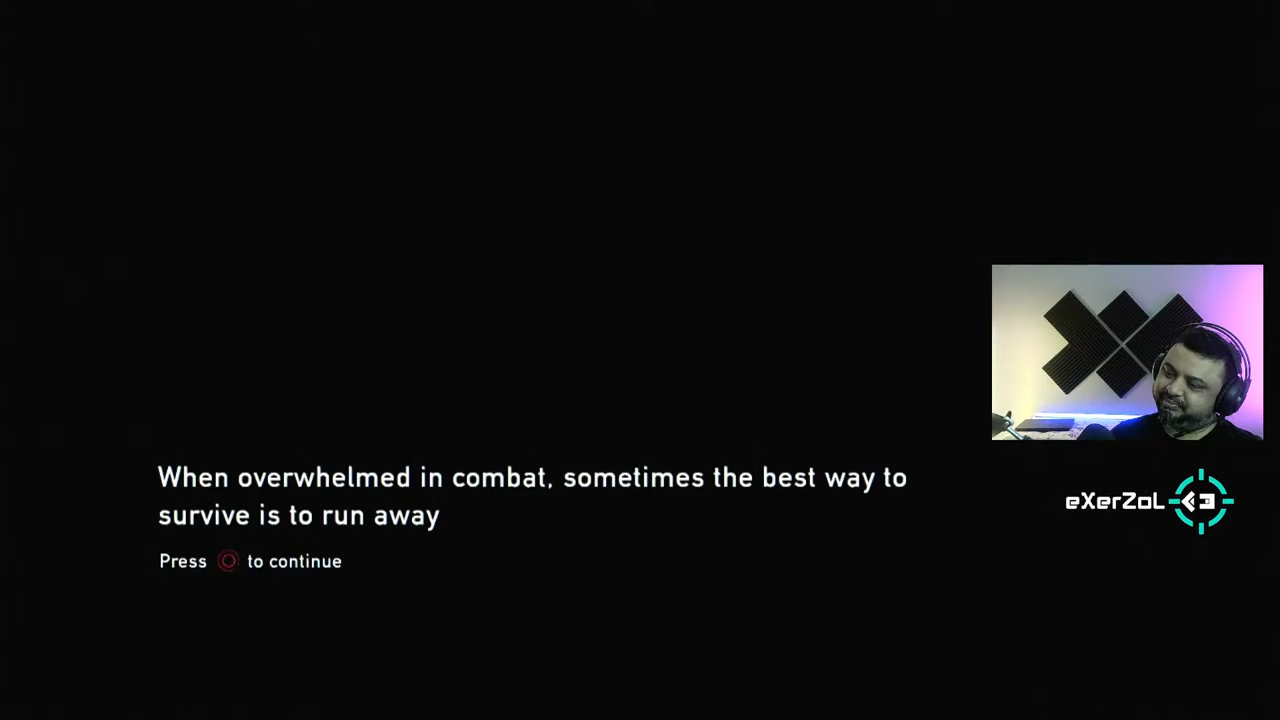 When overwhelmed in combat, sometimes the best way to
survive is to run away
Press to continue
eXerZoL